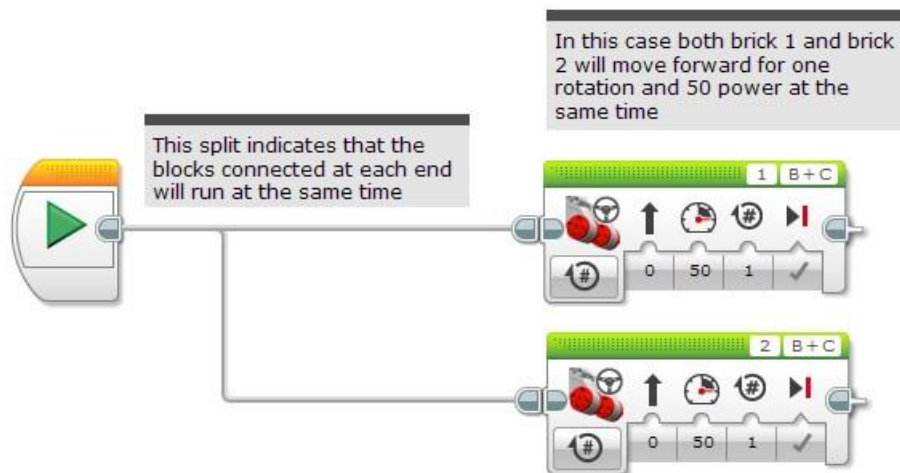 In this case both brick 1 and brick
2 will move forward for one
rotation and 50 power at the
same time
This split indicates that the
blocks connected at each end
will run at the same time
1 B+C
#
# 0 50 1
2 B+C
#
# 0 50 1